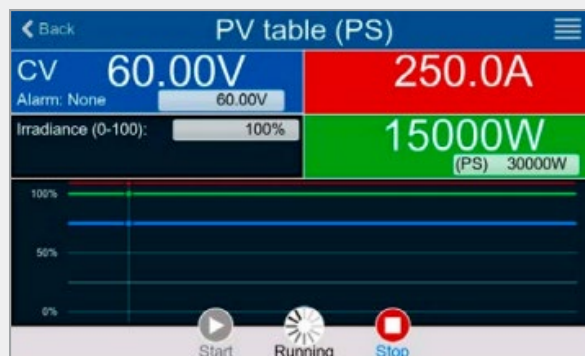 Back
PV table (PS)
CV 60.00V
250.0A
Alarm: None 60.00V
Irradiance (0-100): 100%
15000W
(PS) 30000W
100%
50%
0%
Start Running Stop